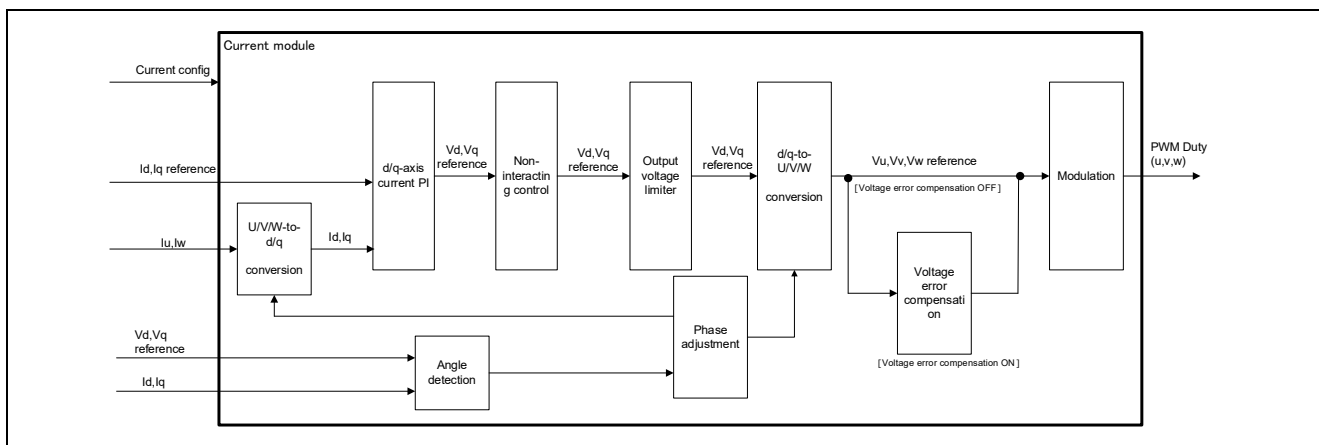 Current module
Current config
Id,Iq reference
Iu,Iw
U/V/W-to-
d/q
conversion
Id,Iq
d/q-axis
current PI
Vd,Vq
reference
Non-
interactin
g control
Vd,Vq
reference
Output
voltage
limiter
Vd,Vq
reference
d/q-to-
U/V/W
conversion
Vu,Vv,Vw reference
[ Voltage error compensation OFF ]
Voltage
error
compensati
on
[ Voltage error compensation ON ]
Modulation
PWM Duty
(u,v,w)
Vd,Vq
reference
Id,Iq
Angle
detection
Phase
adjustment